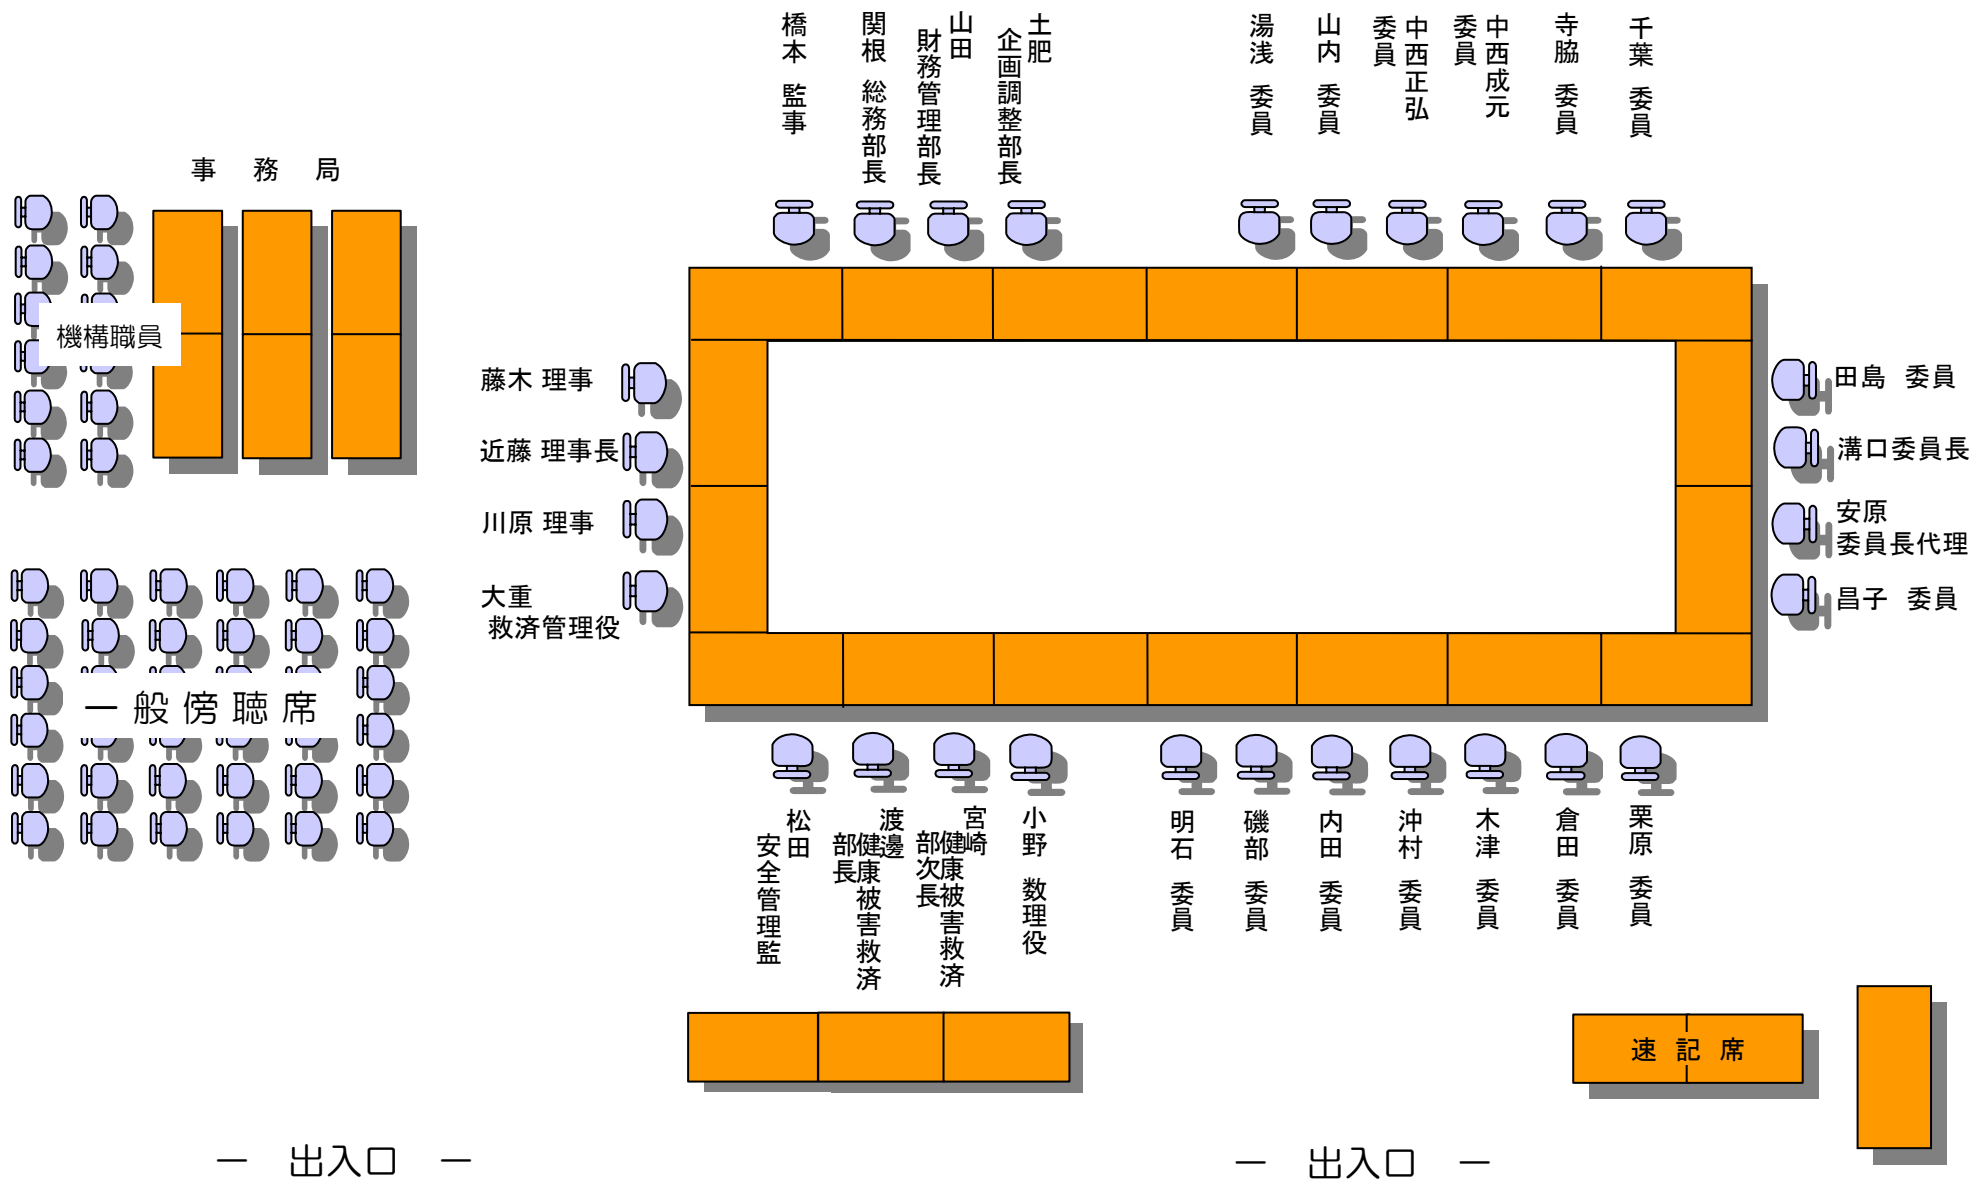 橋本 監事
関根 総務部長
山田
財務管理部長
土肥
企画調整部長
湯浅 委員
山内 委員
中西正弘
委員
中西成元
委員
寺脇 委員
千葉 委員
事 務 局
機構職員
藤木 理事
近藤 理事長
川原 理事
大重
救済管理役
田島 委員
溝口委員長
安原
委員長代理
昌子 委員
一 般 傍 聴 席
松田
安全管理監
渡邊
健康被害救済
部長
宮崎
健康被害救済
部次長
小野 数理役
明石 委員
磯部 委員
内田 委員
沖村 委員
木津 委員
倉田 委員
栗原 委員
速 記 席
― 出入口 ―
― 出入口 ―